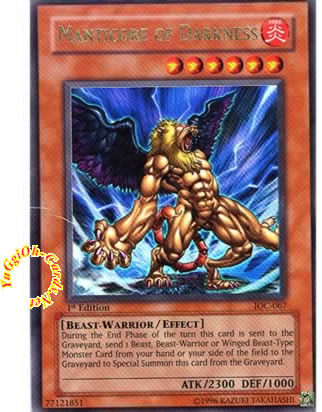 MANTICORE OF DARKNESS
炎
YuGgiOh-Cards.Net
1st Edition
IOC-067
[BEAST-WARRIOR / EFFECT]
During the End Phase of the turn this card is sent to the
Graveyard, send 1 Beast, Beast-Warrior or Winged Beast-Type
Monster Card from your hand or your side of the field to
the Graveyard to Special Summon this card from the Graveyard.
ATK/2300 DEF/1000
77121851
©1996 KAZUKI TAKAHASHI